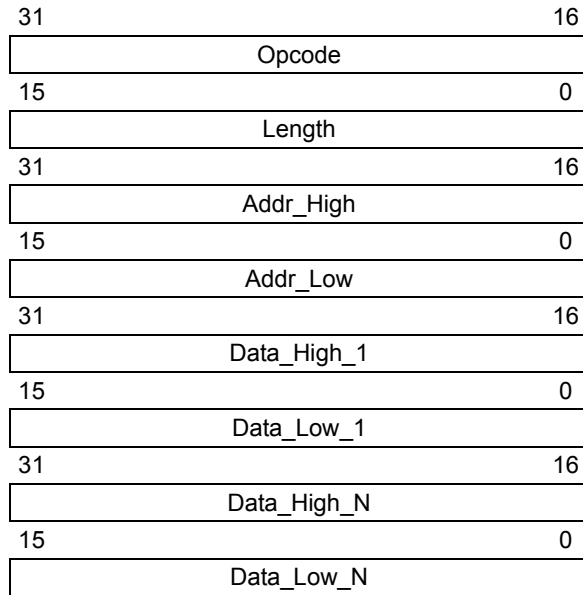 31 16
Opcode
15 0
Length
31 16
Addr_High
15 0
Addr_Low
31 16
Data_High_1
15 0
Data_Low_1
31 16
Data_High_N
15 0
Data_Low_N